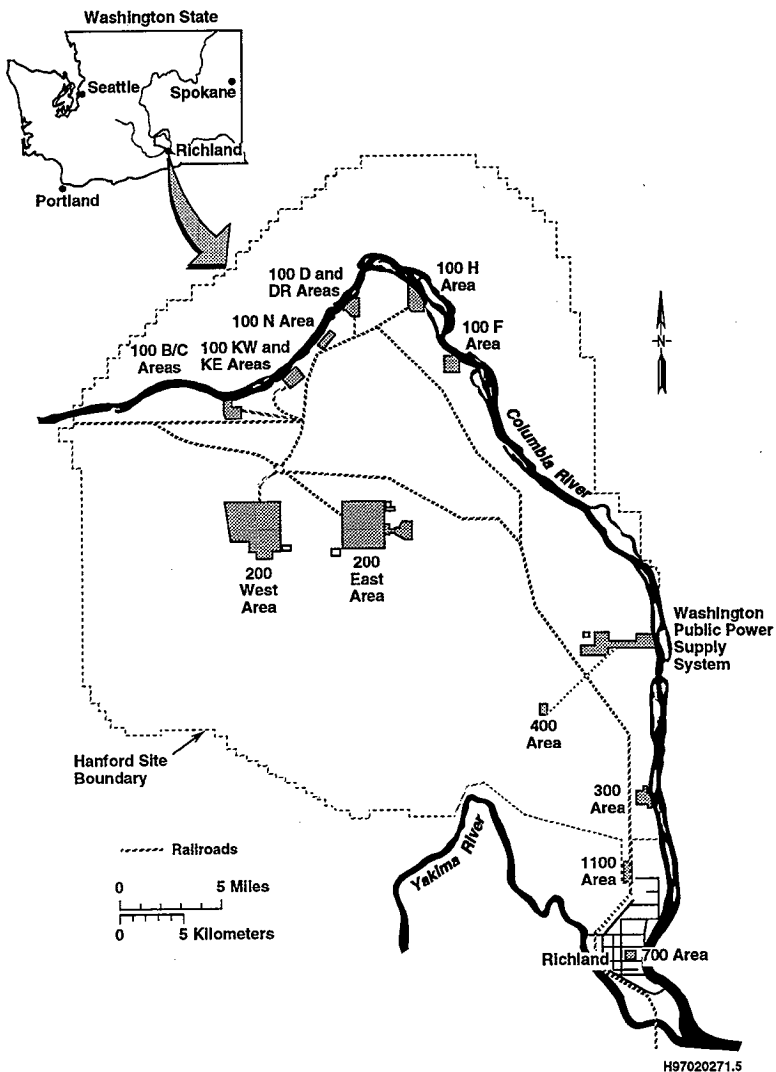 Washington State
Seattle
Spokane
Richland
Portland
100 D and
DR Areas
100 H
Area
100 N Area
100 F
Area
100 B/C
Areas
100 KW and
KE Areas
N
Columbia River
200
West
Area
200
East
Area
Washington
Public Power
Supply
System
400
Area
Hanford Site
Boundary
300
Area
Yakima River
Railroads
0 5 Miles
0 5 Kilometers
1100
Area
Richland
700 Area
H97020271.5